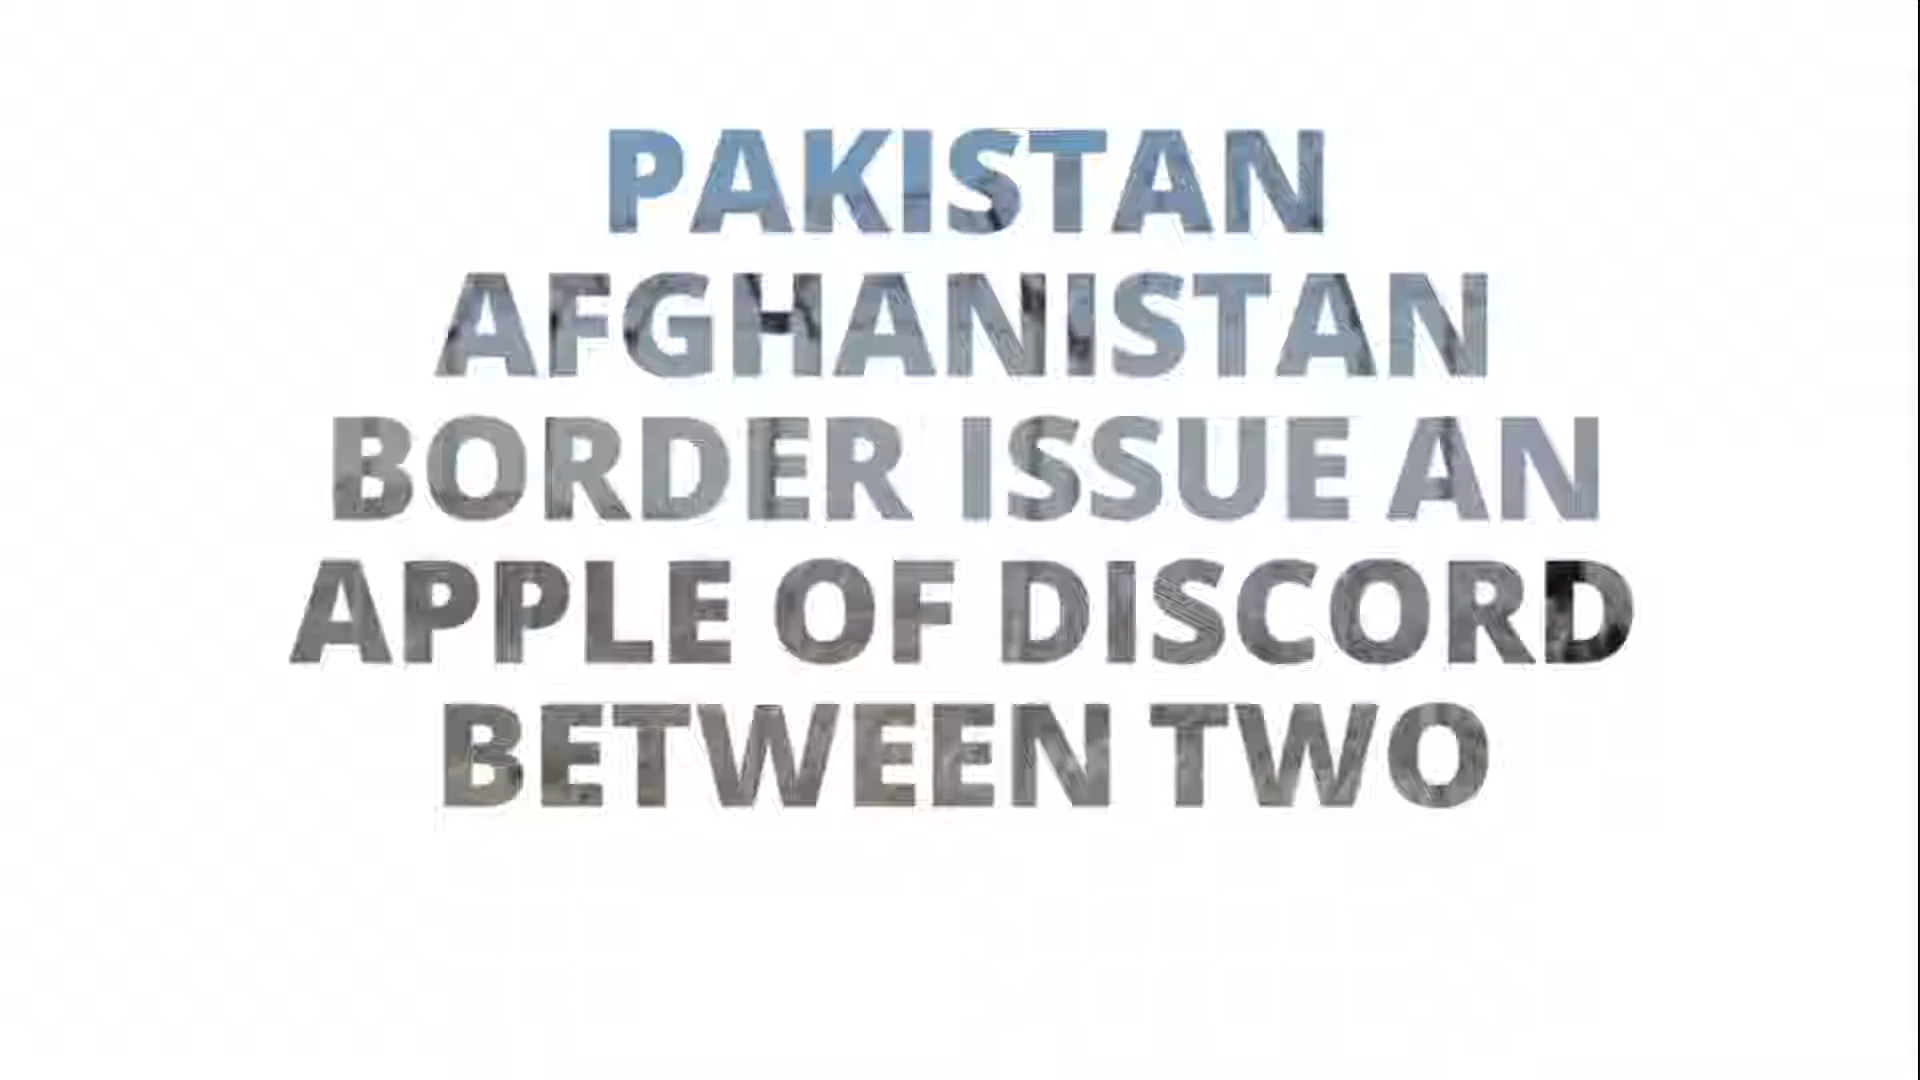 PAKISTAN
AFGHANISTAN
BORDER ISSUE AN
APPLE OF DISCORD
BETWEEN TWO